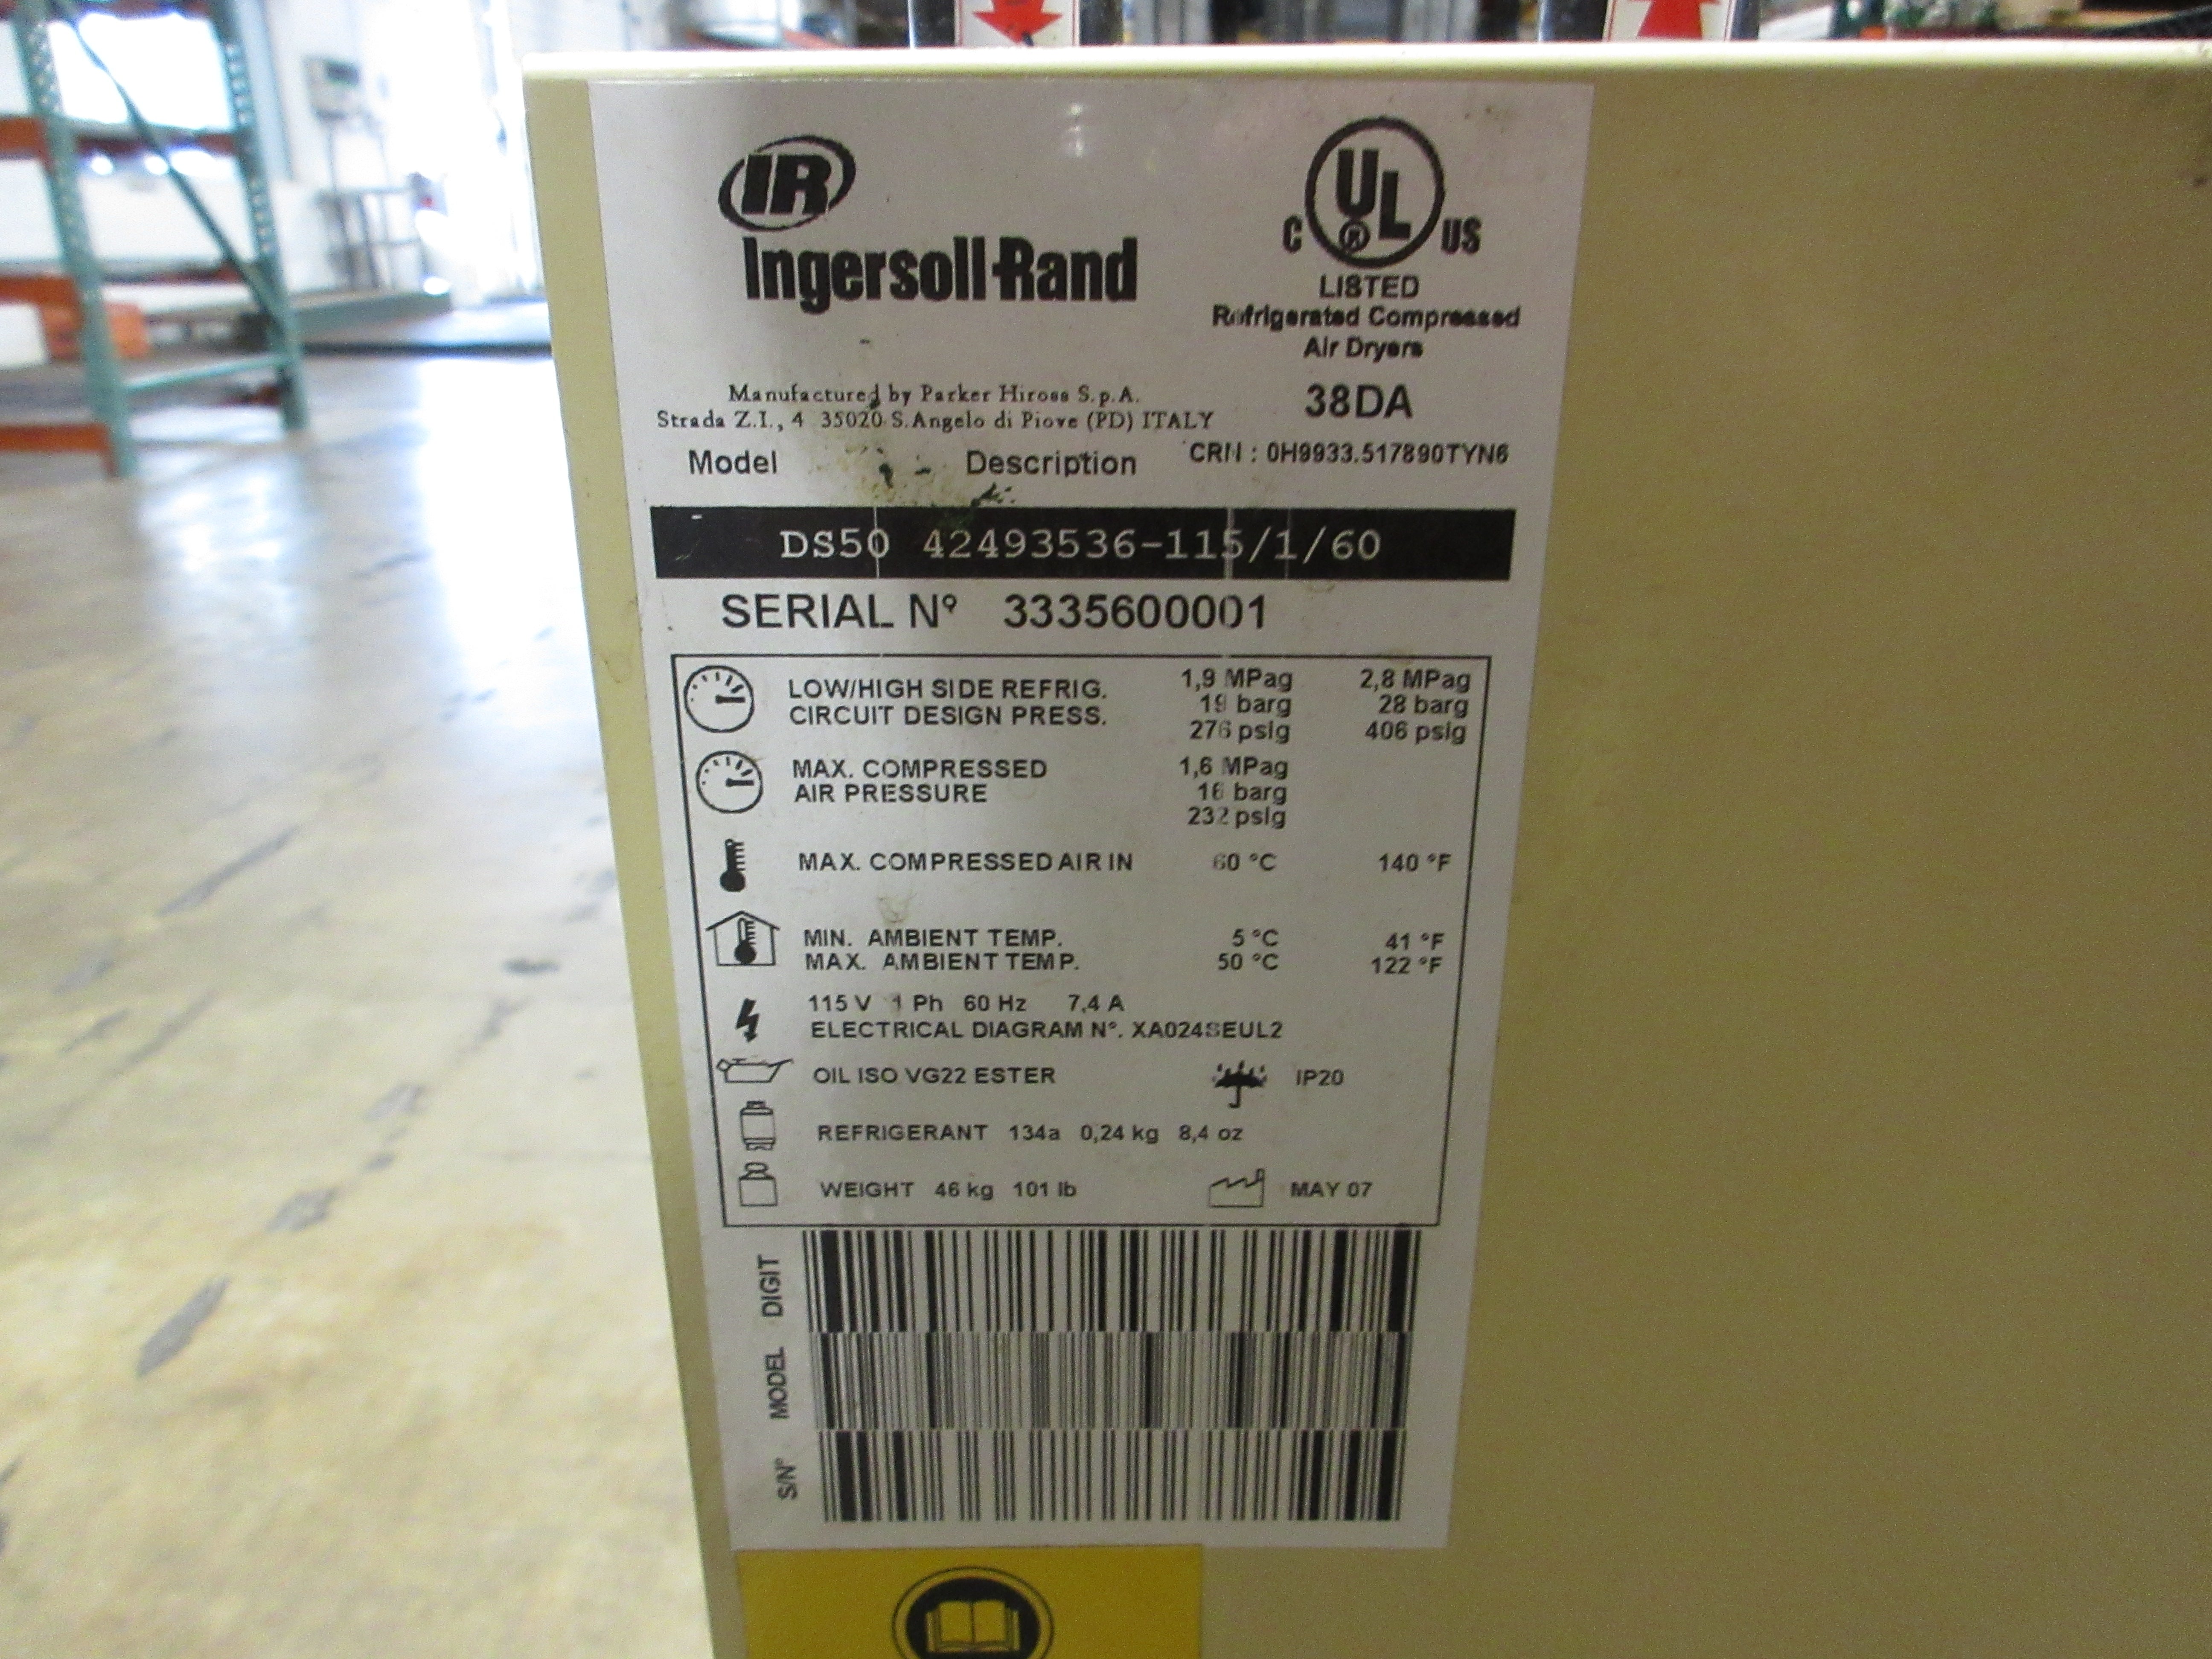 IR
Ingersoll-Rand
UL
®
C US
LISTED
Refrigerated Compressed
Air Dryers
38DA
Manufactured by Parker Hiross S.p.A.
Strada Z.I., 4 35020 S.Angelo di Piove (PD) ITALY
CRN : 0H9933.517890TYN6
Model Description
DS50 42493536-115/1/60
SERIAL Nº 3335600001
LOW/HIGH SIDE REFRIG. 1,9 MPag 2,8 MPag
CIRCUIT DESIGN PRESS. 19 barg 28 barg
276 psig 406 psig
MAX. COMPRESSED 1,6 MPag
AIR PRESSURE 16 barg
232 psig
MAX. COMPRESSED AIR IN 60 °C 140 °F
MIN. AMBIENT TEMP. 5 °C 41 °F
MAX. AMBIENT TEMP. 50 °C 122 °F
115 V 1 Ph 60 Hz 7,4 A
ELECTRICAL DIAGRAM Nº. XA024SEUL2
OIL ISO VG22 ESTER IP20
REFRIGERANT 134a 0,24 kg 8,4 oz
WEIGHT 46 kg 101 lb MAY 07
DIGIT
MODEL
S/Nº